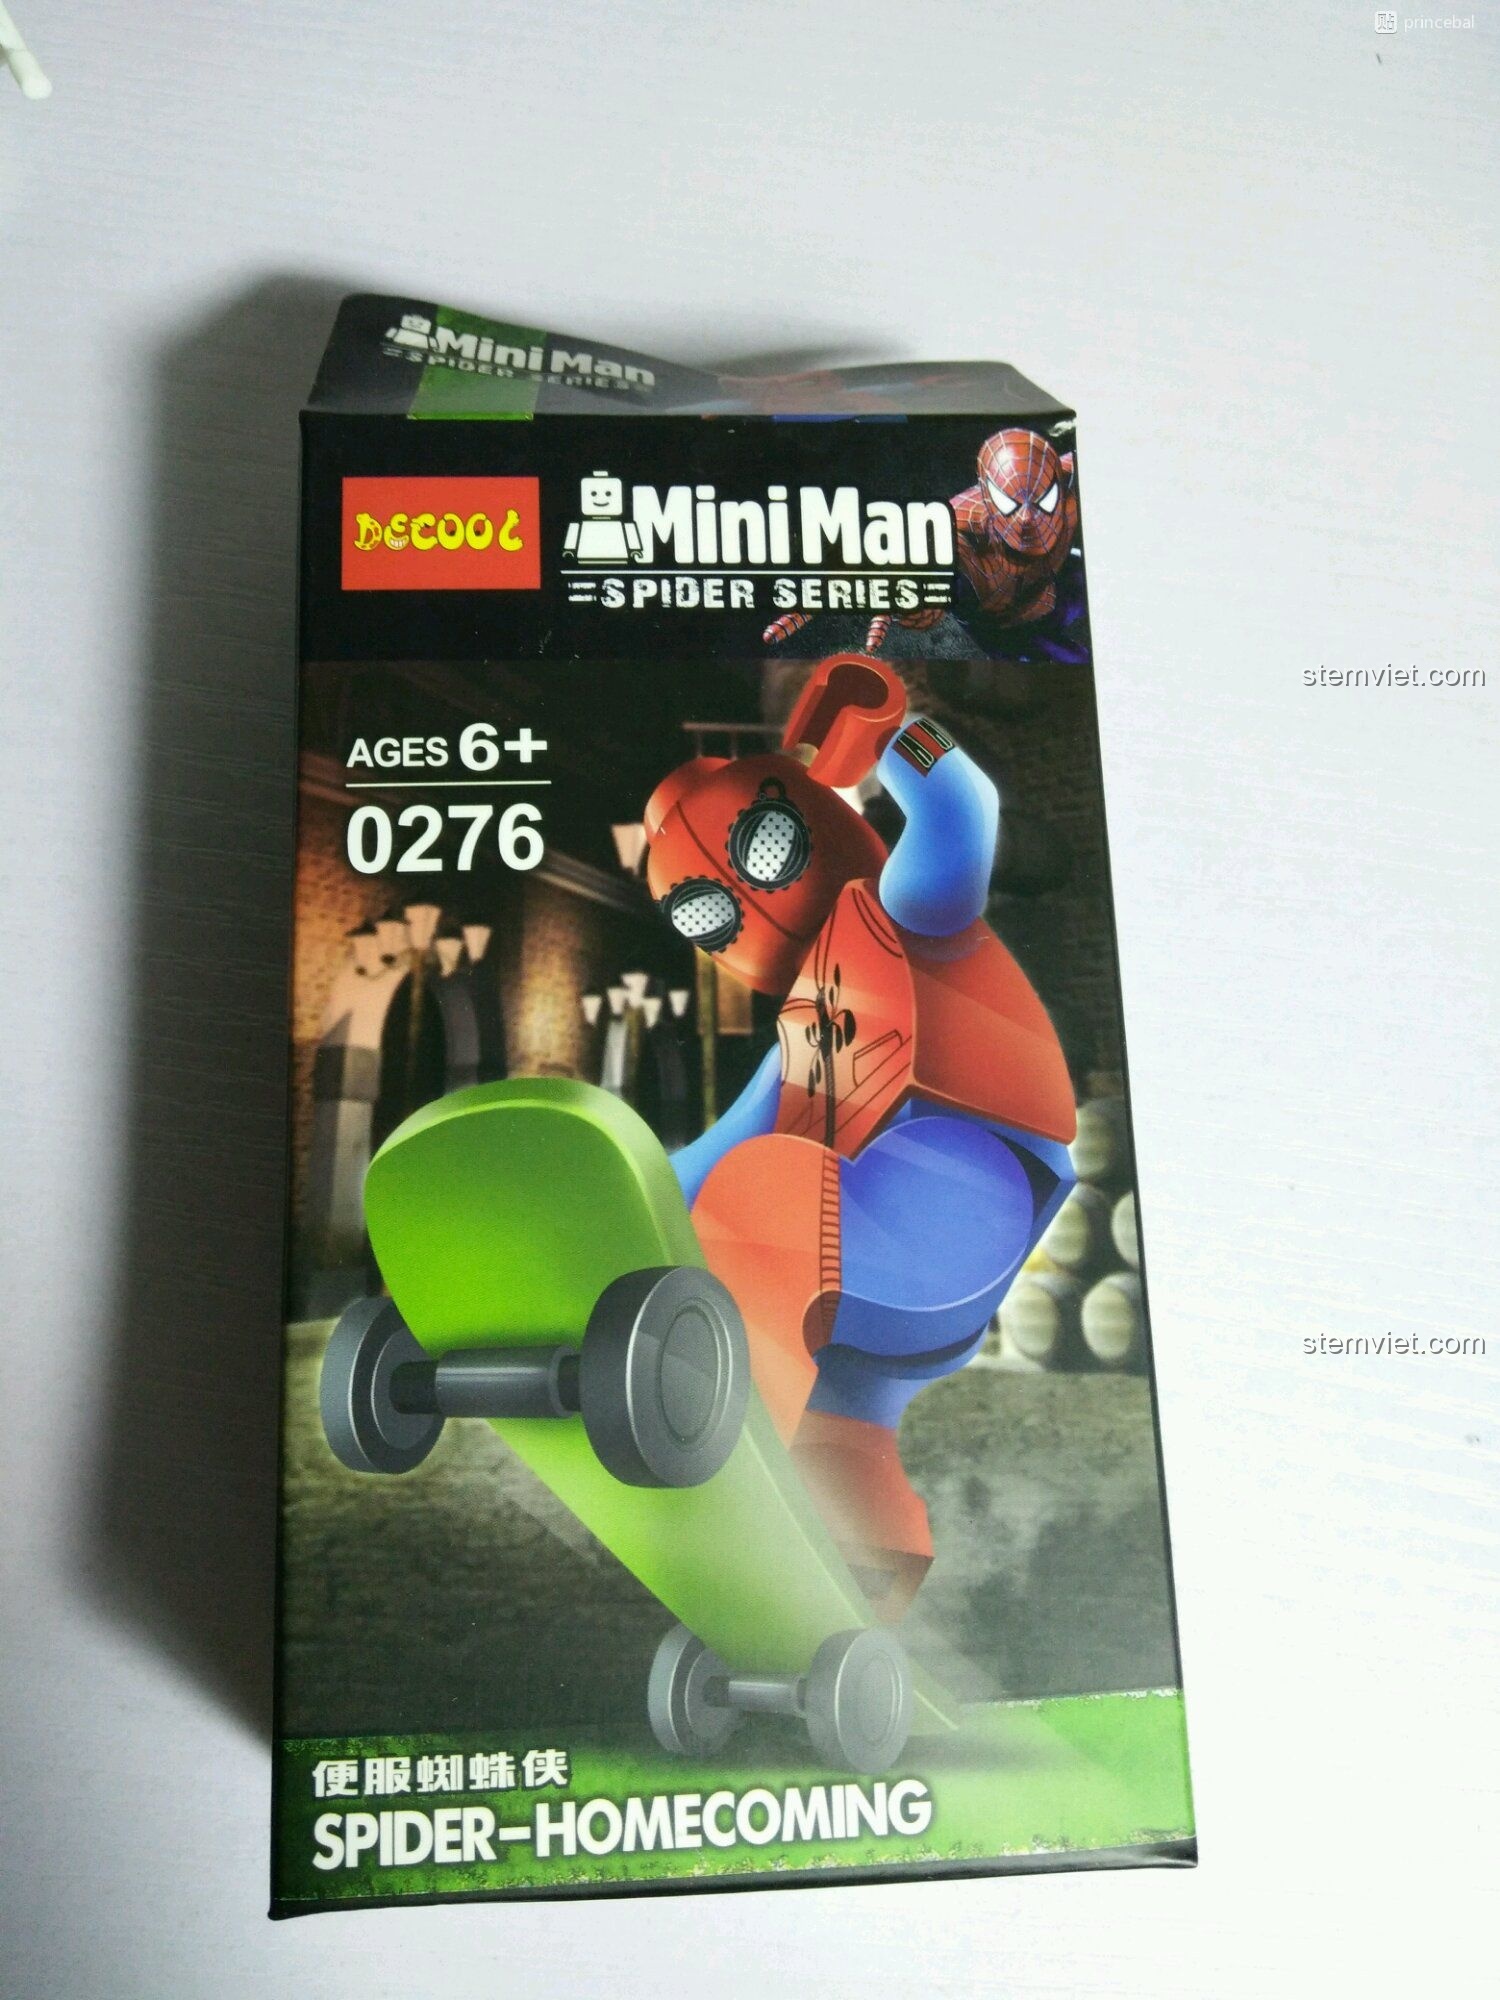 贴 princebal
Mini Man
SPIDER SERIES
DECOOL
Mini Man
=SPIDER SERIES=
stemviet.com
AGES 6+
0276
stemviet.com
便服蜘蛛侠
SPIDER-HOMECOMING